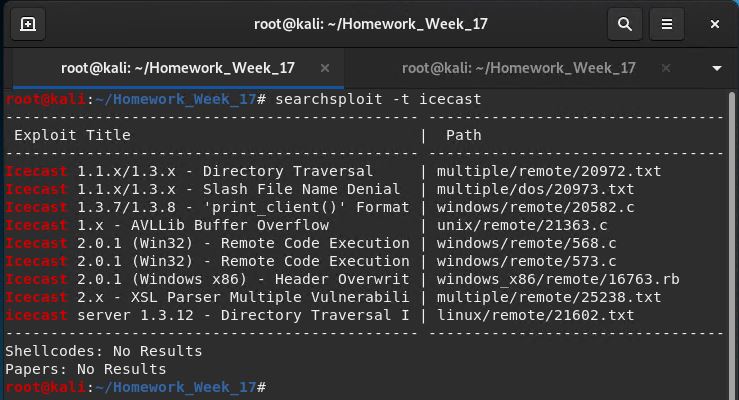 root@kali: ~/Homework_Week_17
root@kali: ~/Homework_Week_17 × root@kali: ~/Homework_Week_17 ×
root@kali:~/Homework_Week_17# searchsploit -t icecast
------------------------------------------ ---------------------------------
 Exploit Title                            |  Path
------------------------------------------ ---------------------------------
Icecast 1.1.x/1.3.x - Directory Traversal     | multiple/remote/20972.txt
Icecast 1.1.x/1.3.x - Slash File Name Denial  | multiple/dos/20973.txt
Icecast 1.3.7/1.3.8 - 'print_client()' Format | windows/remote/20582.c
Icecast 1.x - AVLLib Buffer Overflow          | unix/remote/21363.c
Icecast 2.0.1 (Win32) - Remote Code Execution | windows/remote/568.c
Icecast 2.0.1 (Win32) - Remote Code Execution | windows/remote/573.c
Icecast 2.0.1 (Windows x86) - Header Overwrit | windows_x86/remote/16763.rb
Icecast 2.x - XSL Parser Multiple Vulnerabili | multiple/remote/25238.txt
icecast server 1.3.12 - Directory Traversal I | linux/remote/21602.txt
------------------------------------------ ---------------------------------
Shellcodes: No Results
Papers: No Results
root@kali:~/Homework_Week_17#